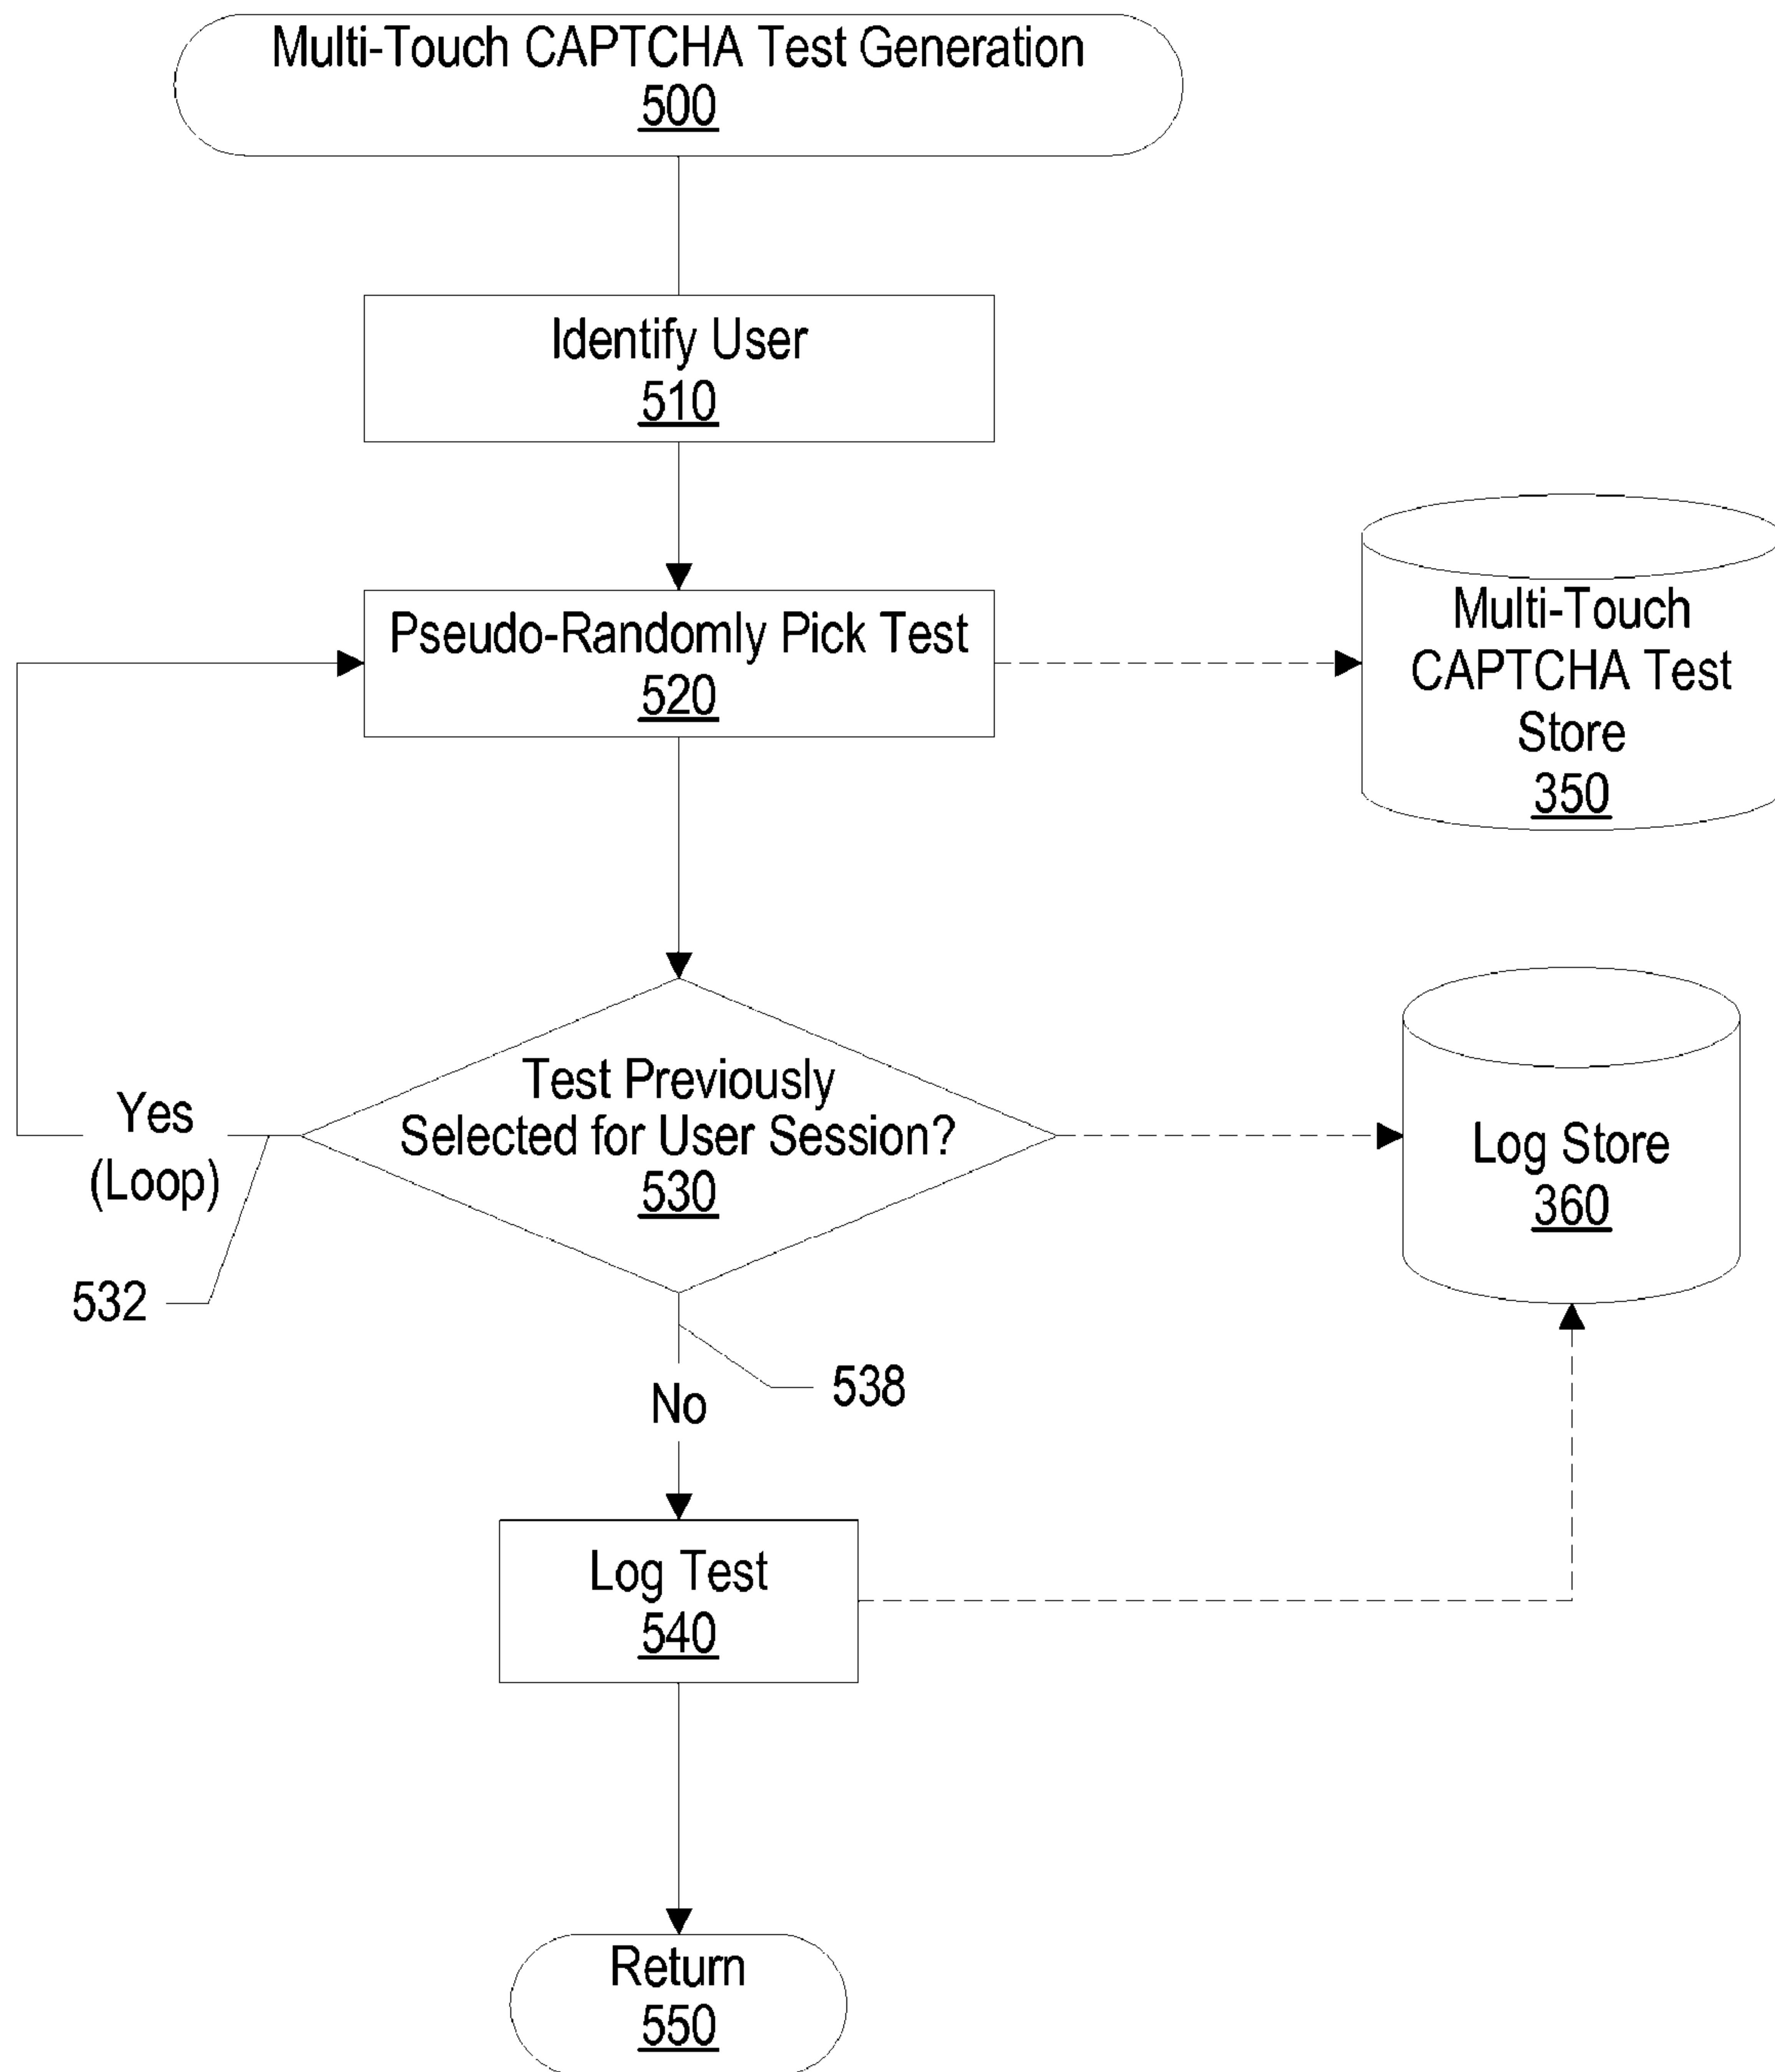 Multi-Touch CAPTCHA Test Generation
500
Identify User
510
Pseudo-Randomly Pick Test
520
Multi-Touch
CAPTCHA Test
Store
350
Test Previously
Selected for User Session?
530
Yes
(Loop)
532
Log Store
360
538
No
Log Test
540
Return
550